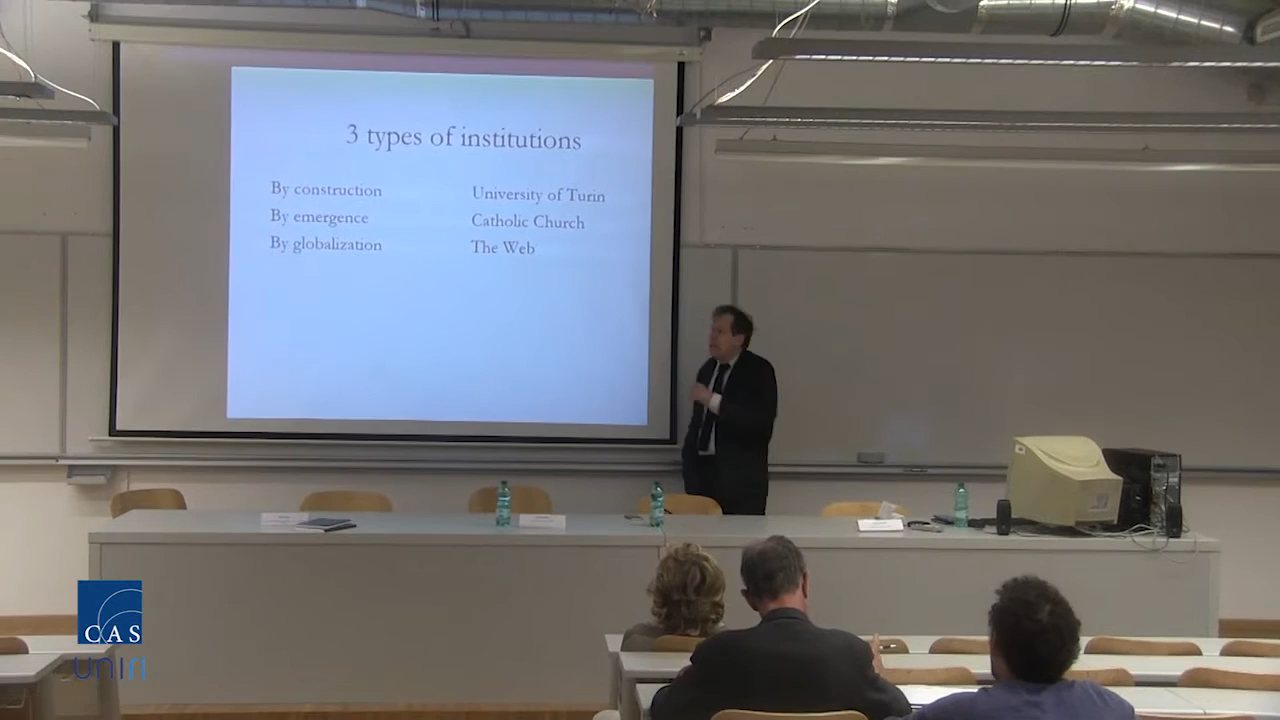 3 types of institutions
By construction University of Turin
By emergence Catholic Church
By globalization The Web
CAS
uniri